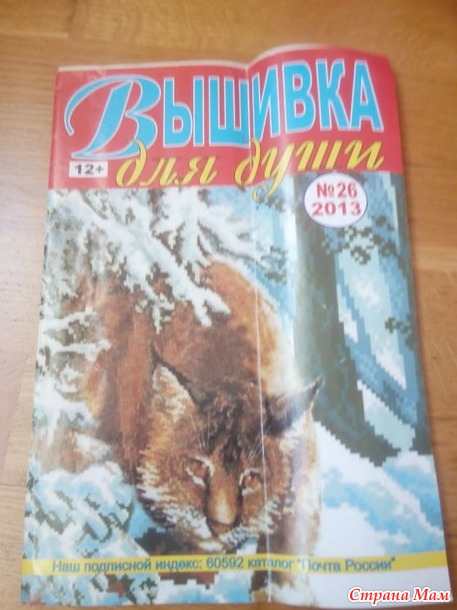 ВЫШИВКА
для души
12+
№26
2013
Наш подписной индекс: 60592 каталог "Почта России"
Страна Мам